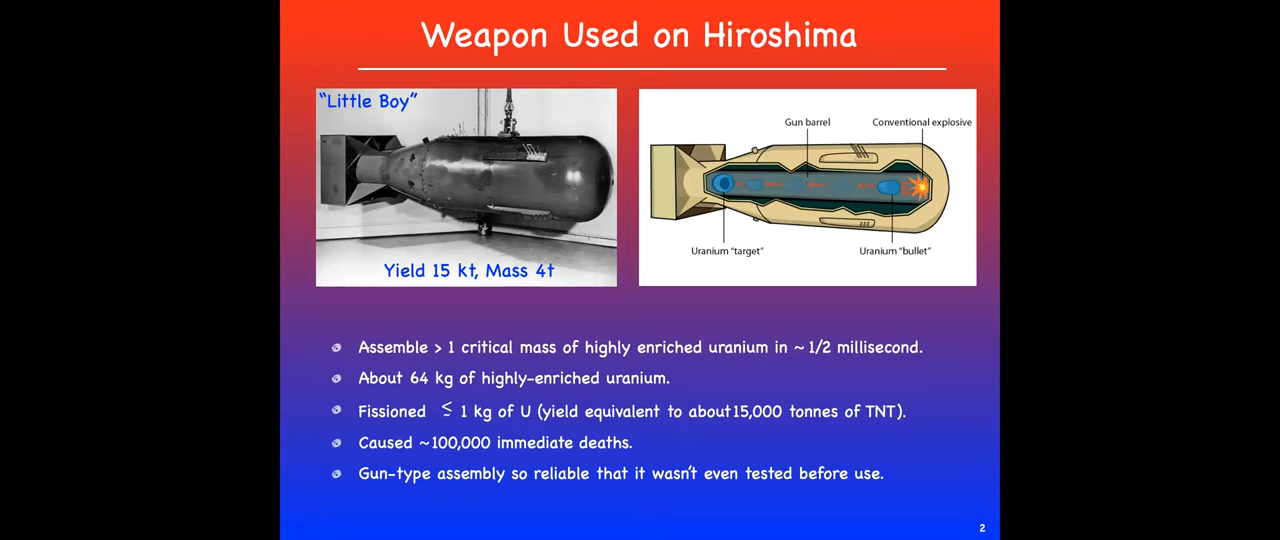 Weapon Used on Hiroshima
"Little Boy"
Yield 15 kt, Mass 4t
Gun barrel
Conventional explosive
Uranium "target"
Uranium "bullet"
Assemble > 1 critical mass of highly enriched uranium in ~ 1/2 millisecond.
About 64 kg of highly-enriched uranium.
Fissioned ≲ 1 kg of U (yield equivalent to about 15,000 tonnes of TNT).
Caused ~100,000 immediate deaths.
Gun-type assembly so reliable that it wasn't even tested before use.
2